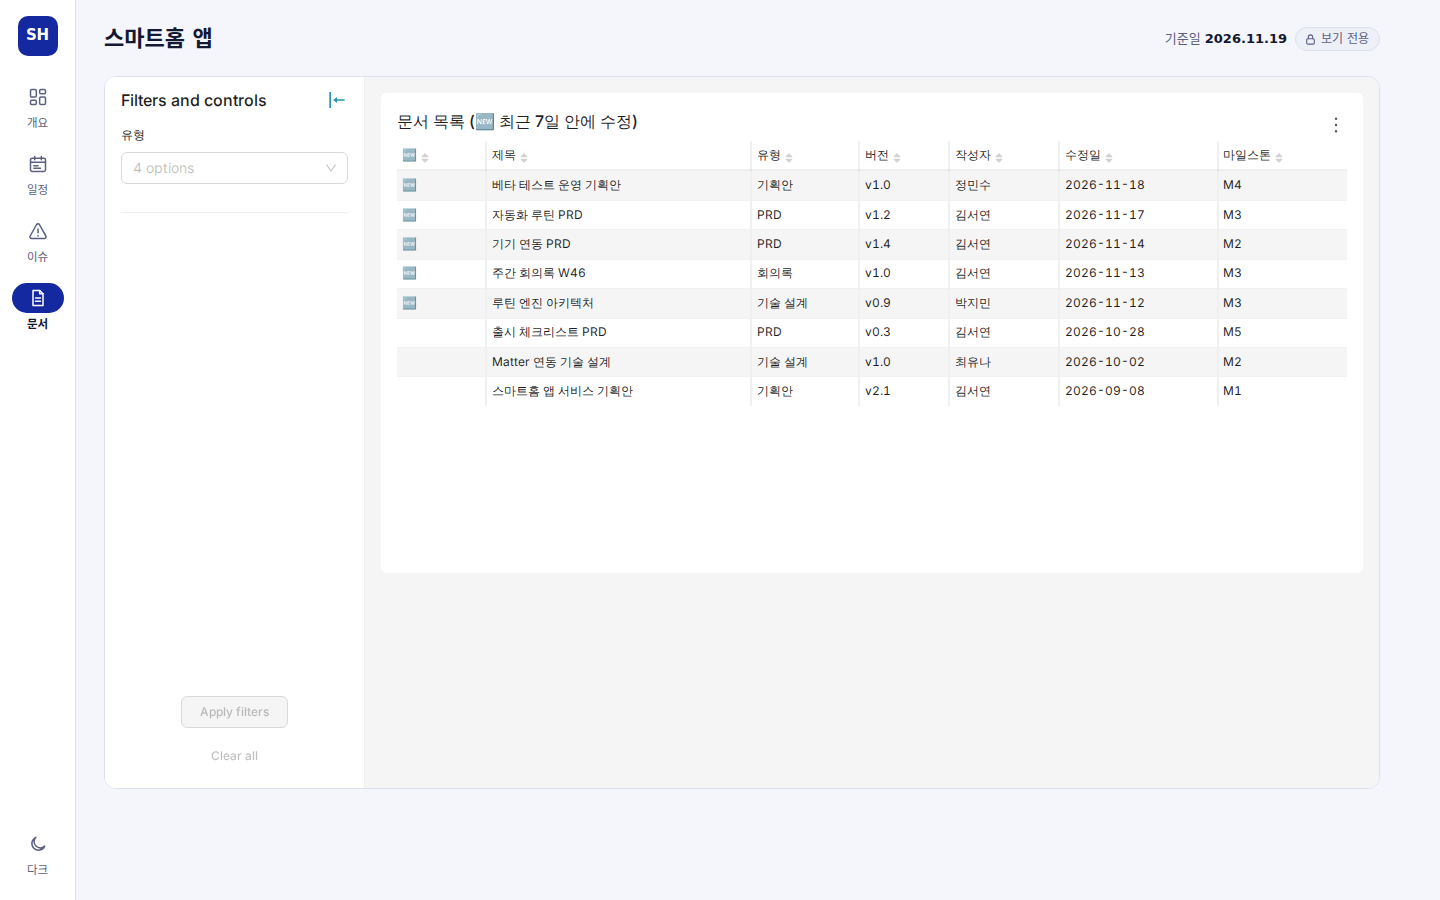 SH
개요
일정
이슈
문서
다크
스마트홈 앱
기준일 2026.11.19 보기 전용
Filters and controls
유형
4 options
Apply filters
Clear all
문서 목록 (🆕 최근 7일 안에 수정)
🆕 제목 유형 버전 작성자 수정일 마일스톤
🆕 베타 테스트 운영 기획안 기획안 v1.0 정민수 2026-11-18 M4
🆕 자동화 루틴 PRD PRD v1.2 김서연 2026-11-17 M3
🆕 기기 연동 PRD PRD v1.4 김서연 2026-11-14 M2
🆕 주간 회의록 W46 회의록 v1.0 김서연 2026-11-13 M3
🆕 루틴 엔진 아키텍처 기술 설계 v0.9 박지민 2026-11-12 M3
출시 체크리스트 PRD PRD v0.3 김서연 2026-10-28 M5
Matter 연동 기술 설계 기술 설계 v1.0 최유나 2026-10-02 M2
스마트홈 앱 서비스 기획안 기획안 v2.1 김서연 2026-09-08 M1